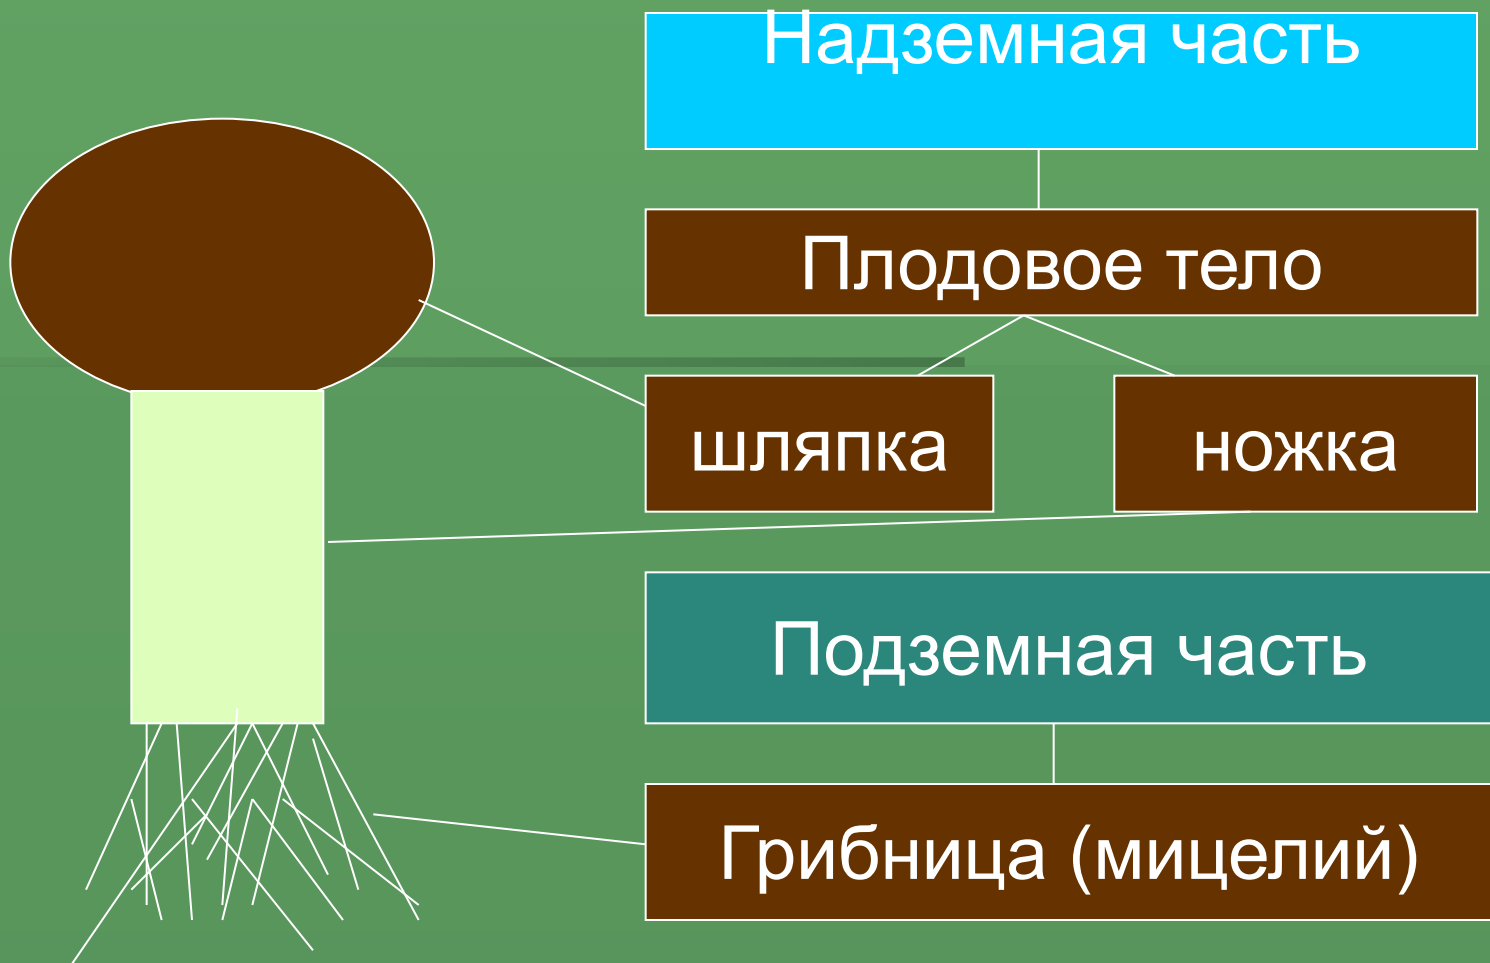 Надземная часть
Плодовое тело
шляпка
ножка
Подземная часть
Грибница (мицелий)